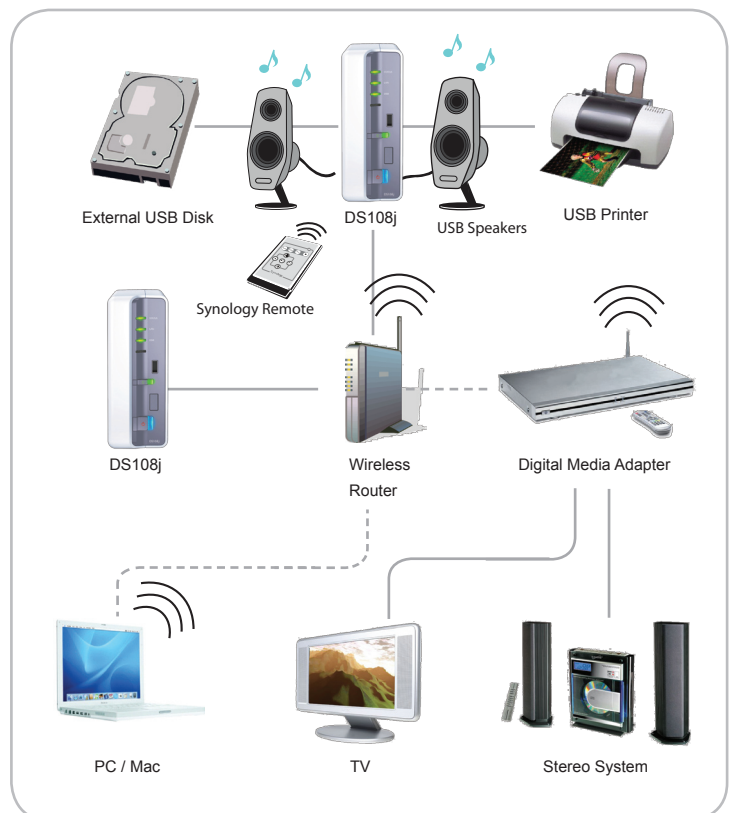 External USB Disk
DS108j
USB Speakers
USB Printer
Synology Remote
DS108j
Wireless
Router
Digital Media Adapter
PC / Mac
TV
Stereo System